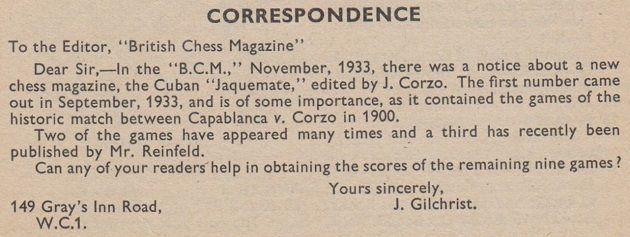 CORRESPONDENCE
To the Editor, "British Chess Magazine"
Dear Sir,—In the "B.C.M.," November, 1933, there was a notice about a new
chess magazine, the Cuban "Jaquemate," edited by J. Corzo. The first number came
out in September, 1933, and is of some importance, as it contained the games of the
historic match between Capablanca v. Corzo in 1900.
Two of the games have appeared many times and a third has recently been
published by Mr. Reinfeld.
Can any of your readers help in obtaining the scores of the remaining nine games?
Yours sincerely,
149 Gray's Inn Road, J. Gilchrist.
W.C.1.